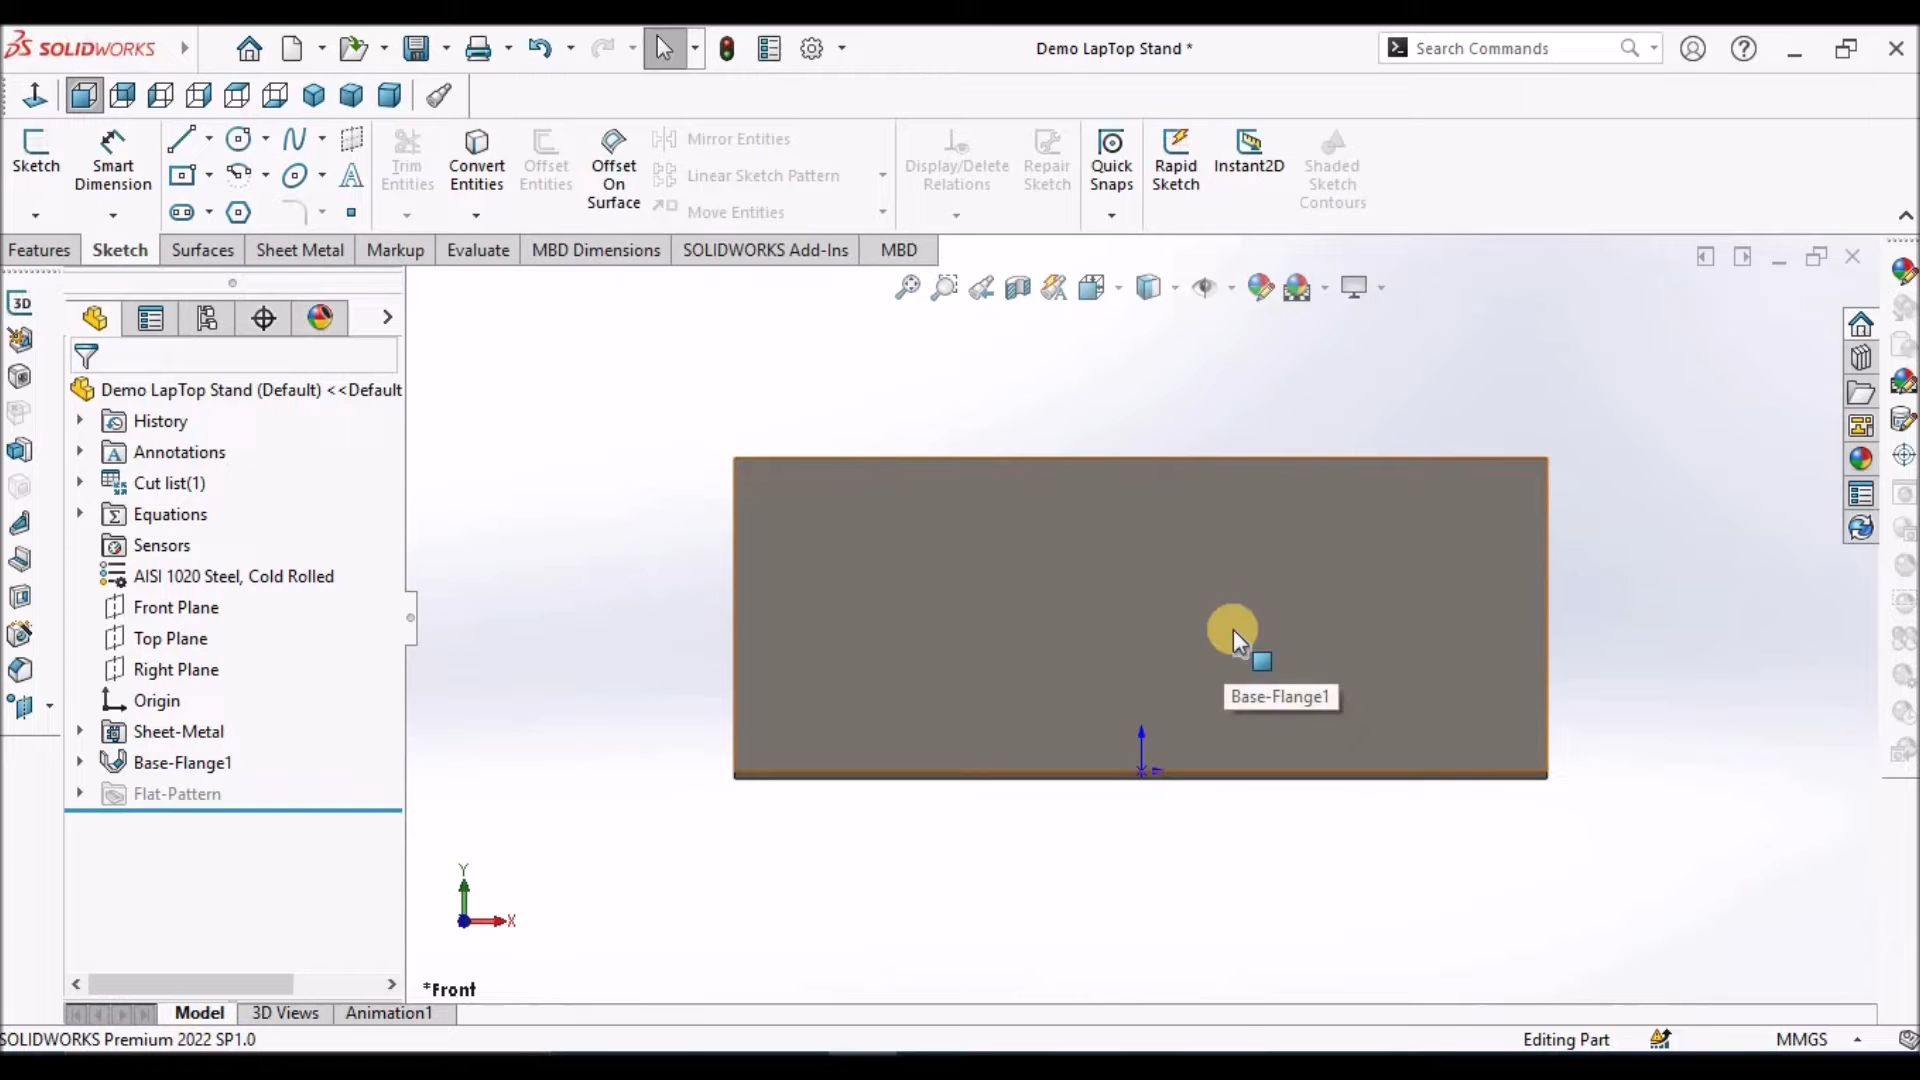 SOLIDWORKS
Demo LapTop Stand *
Search Commands
Sketch
Smart Dimension
Trim Entities
Convert Entities
Offset Entities
Offset On Surface
Mirror Entities
Linear Sketch Pattern
Move Entities
Display/Delete Relations
Repair Sketch
Quick Snaps
Rapid Sketch
Instant2D
Shaded Sketch Contours
Features Sketch Surfaces Sheet Metal Markup Evaluate MBD Dimensions SOLIDWORKS Add-Ins MBD
3D
Demo LapTop Stand (Default) <<Default
History
Annotations
Cut list(1)
Equations
Sensors
AISI 1020 Steel, Cold Rolled
Front Plane
Top Plane
Right Plane
Origin
Sheet-Metal
Base-Flange1
Flat-Pattern
Base-Flange1
Y
X
*Front
Model 3D Views Animation1
SOLIDWORKS Premium 2022 SP1.0
Editing Part
MMGS